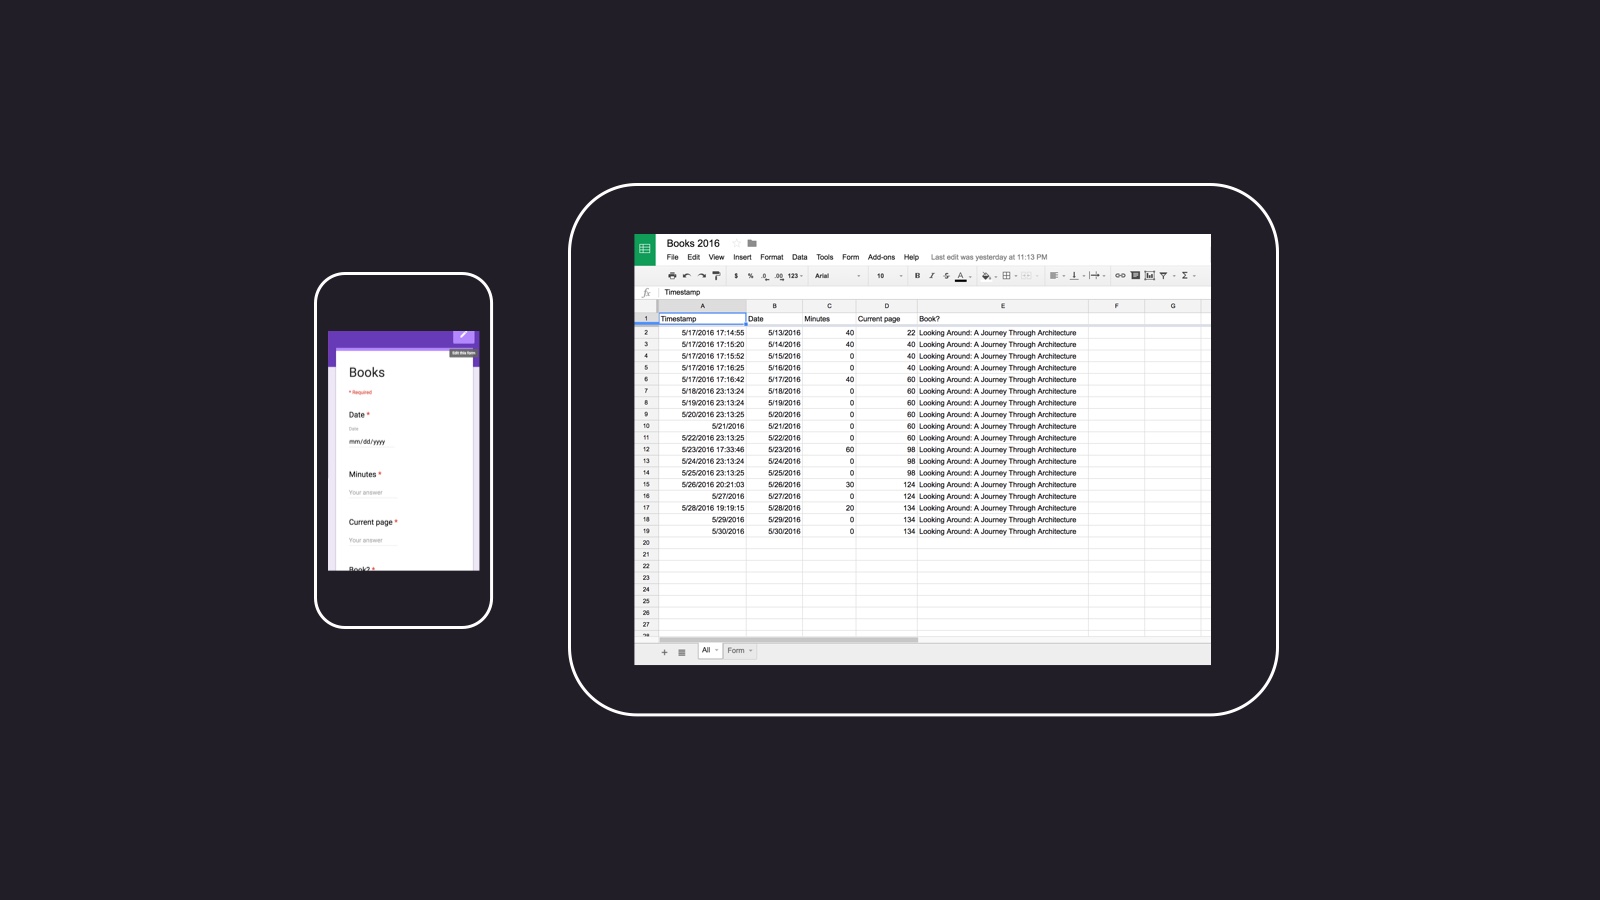 Edit this form
Books
* Required
Date *
Date
mm/dd/yyyy
Minutes *
Your answer
Current page *
Your answer
Book? *
Books 2016
File Edit View Insert Format Data Tools Form Add-ons Help Last edit was yesterday at 11:13 PM
$ % .0 .00 123 Arial 10 B I S A Σ
fx Timestamp
A B C D E F G
1 Timestamp Date Minutes Current page Book?
2 5/17/2016 17:14:55 5/13/2016 40 22 Looking Around: A Journey Through Architecture
3 5/17/2016 17:15:20 5/14/2016 40 40 Looking Around: A Journey Through Architecture
4 5/17/2016 17:15:52 5/15/2016 0 40 Looking Around: A Journey Through Architecture
5 5/17/2016 17:16:25 5/16/2016 0 40 Looking Around: A Journey Through Architecture
6 5/17/2016 17:16:42 5/17/2016 40 60 Looking Around: A Journey Through Architecture
7 5/18/2016 23:13:24 5/18/2016 0 60 Looking Around: A Journey Through Architecture
8 5/19/2016 23:13:24 5/19/2016 0 60 Looking Around: A Journey Through Architecture
9 5/20/2016 23:13:25 5/20/2016 0 60 Looking Around: A Journey Through Architecture
10 5/21/2016 5/21/2016 0 60 Looking Around: A Journey Through Architecture
11 5/22/2016 23:13:25 5/22/2016 0 60 Looking Around: A Journey Through Architecture
12 5/23/2016 17:33:46 5/23/2016 60 98 Looking Around: A Journey Through Architecture
13 5/24/2016 23:13:24 5/24/2016 0 98 Looking Around: A Journey Through Architecture
14 5/25/2016 23:13:25 5/25/2016 0 98 Looking Around: A Journey Through Architecture
15 5/26/2016 20:21:03 5/26/2016 30 124 Looking Around: A Journey Through Architecture
16 5/27/2016 5/27/2016 0 124 Looking Around: A Journey Through Architecture
17 5/28/2016 19:19:15 5/28/2016 20 134 Looking Around: A Journey Through Architecture
18 5/29/2016 5/29/2016 0 134 Looking Around: A Journey Through Architecture
19 5/30/2016 5/30/2016 0 134 Looking Around: A Journey Through Architecture
20
21
22
23
24
25
26
27
28
+ All Form